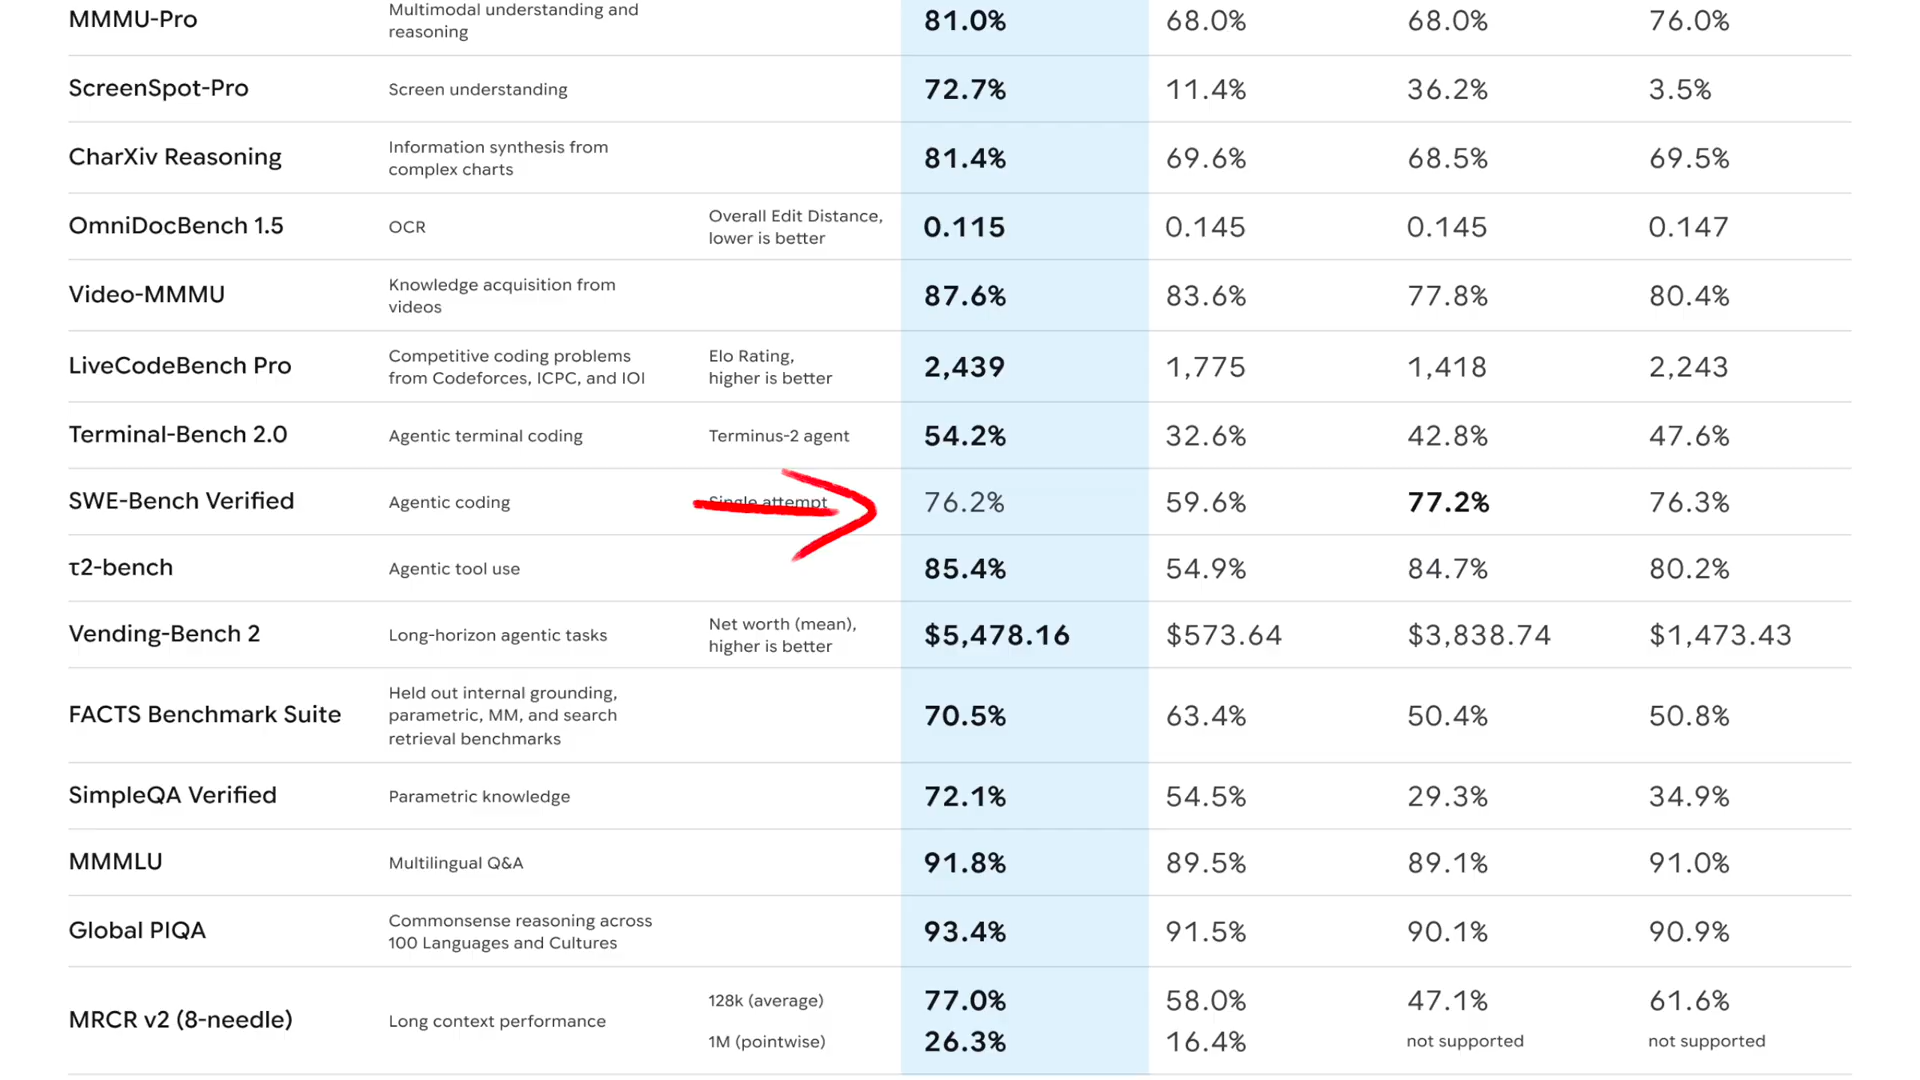 MMMU-Pro Multimodal understanding and reasoning 81.0% 68.0% 68.0% 76.0%
ScreenSpot-Pro Screen understanding 72.7% 11.4% 36.2% 3.5%
CharXiv Reasoning Information synthesis from complex charts 81.4% 69.6% 68.5% 69.5%
OmniDocBench 1.5 OCR Overall Edit Distance, lower is better 0.115 0.145 0.145 0.147
Video-MMMU Knowledge acquisition from videos 87.6% 83.6% 77.8% 80.4%
LiveCodeBench Pro Competitive coding problems from Codeforces, ICPC, and IOI Elo Rating, higher is better 2,439 1,775 1,418 2,243
Terminal-Bench 2.0 Agentic terminal coding Terminus-2 agent 54.2% 32.6% 42.8% 47.6%
SWE-Bench Verified Agentic coding Single attempt 76.2% 59.6% 77.2% 76.3%
τ2-bench Agentic tool use 85.4% 54.9% 84.7% 80.2%
Vending-Bench 2 Long-horizon agentic tasks Net worth (mean), higher is better $5,478.16 $573.64 $3,838.74 $1,473.43
FACTS Benchmark Suite Held out internal grounding, parametric, MM, and search retrieval benchmarks 70.5% 63.4% 50.4% 50.8%
SimpleQA Verified Parametric knowledge 72.1% 54.5% 29.3% 34.9%
MMMLU Multilingual Q&A 91.8% 89.5% 89.1% 91.0%
Global PIQA Commonsense reasoning across 100 Languages and Cultures 93.4% 91.5% 90.1% 90.9%
MRCR v2 (8-needle) Long context performance 128k (average) 77.0% 58.0% 47.1% 61.6%
1M (pointwise) 26.3% 16.4% not supported not supported